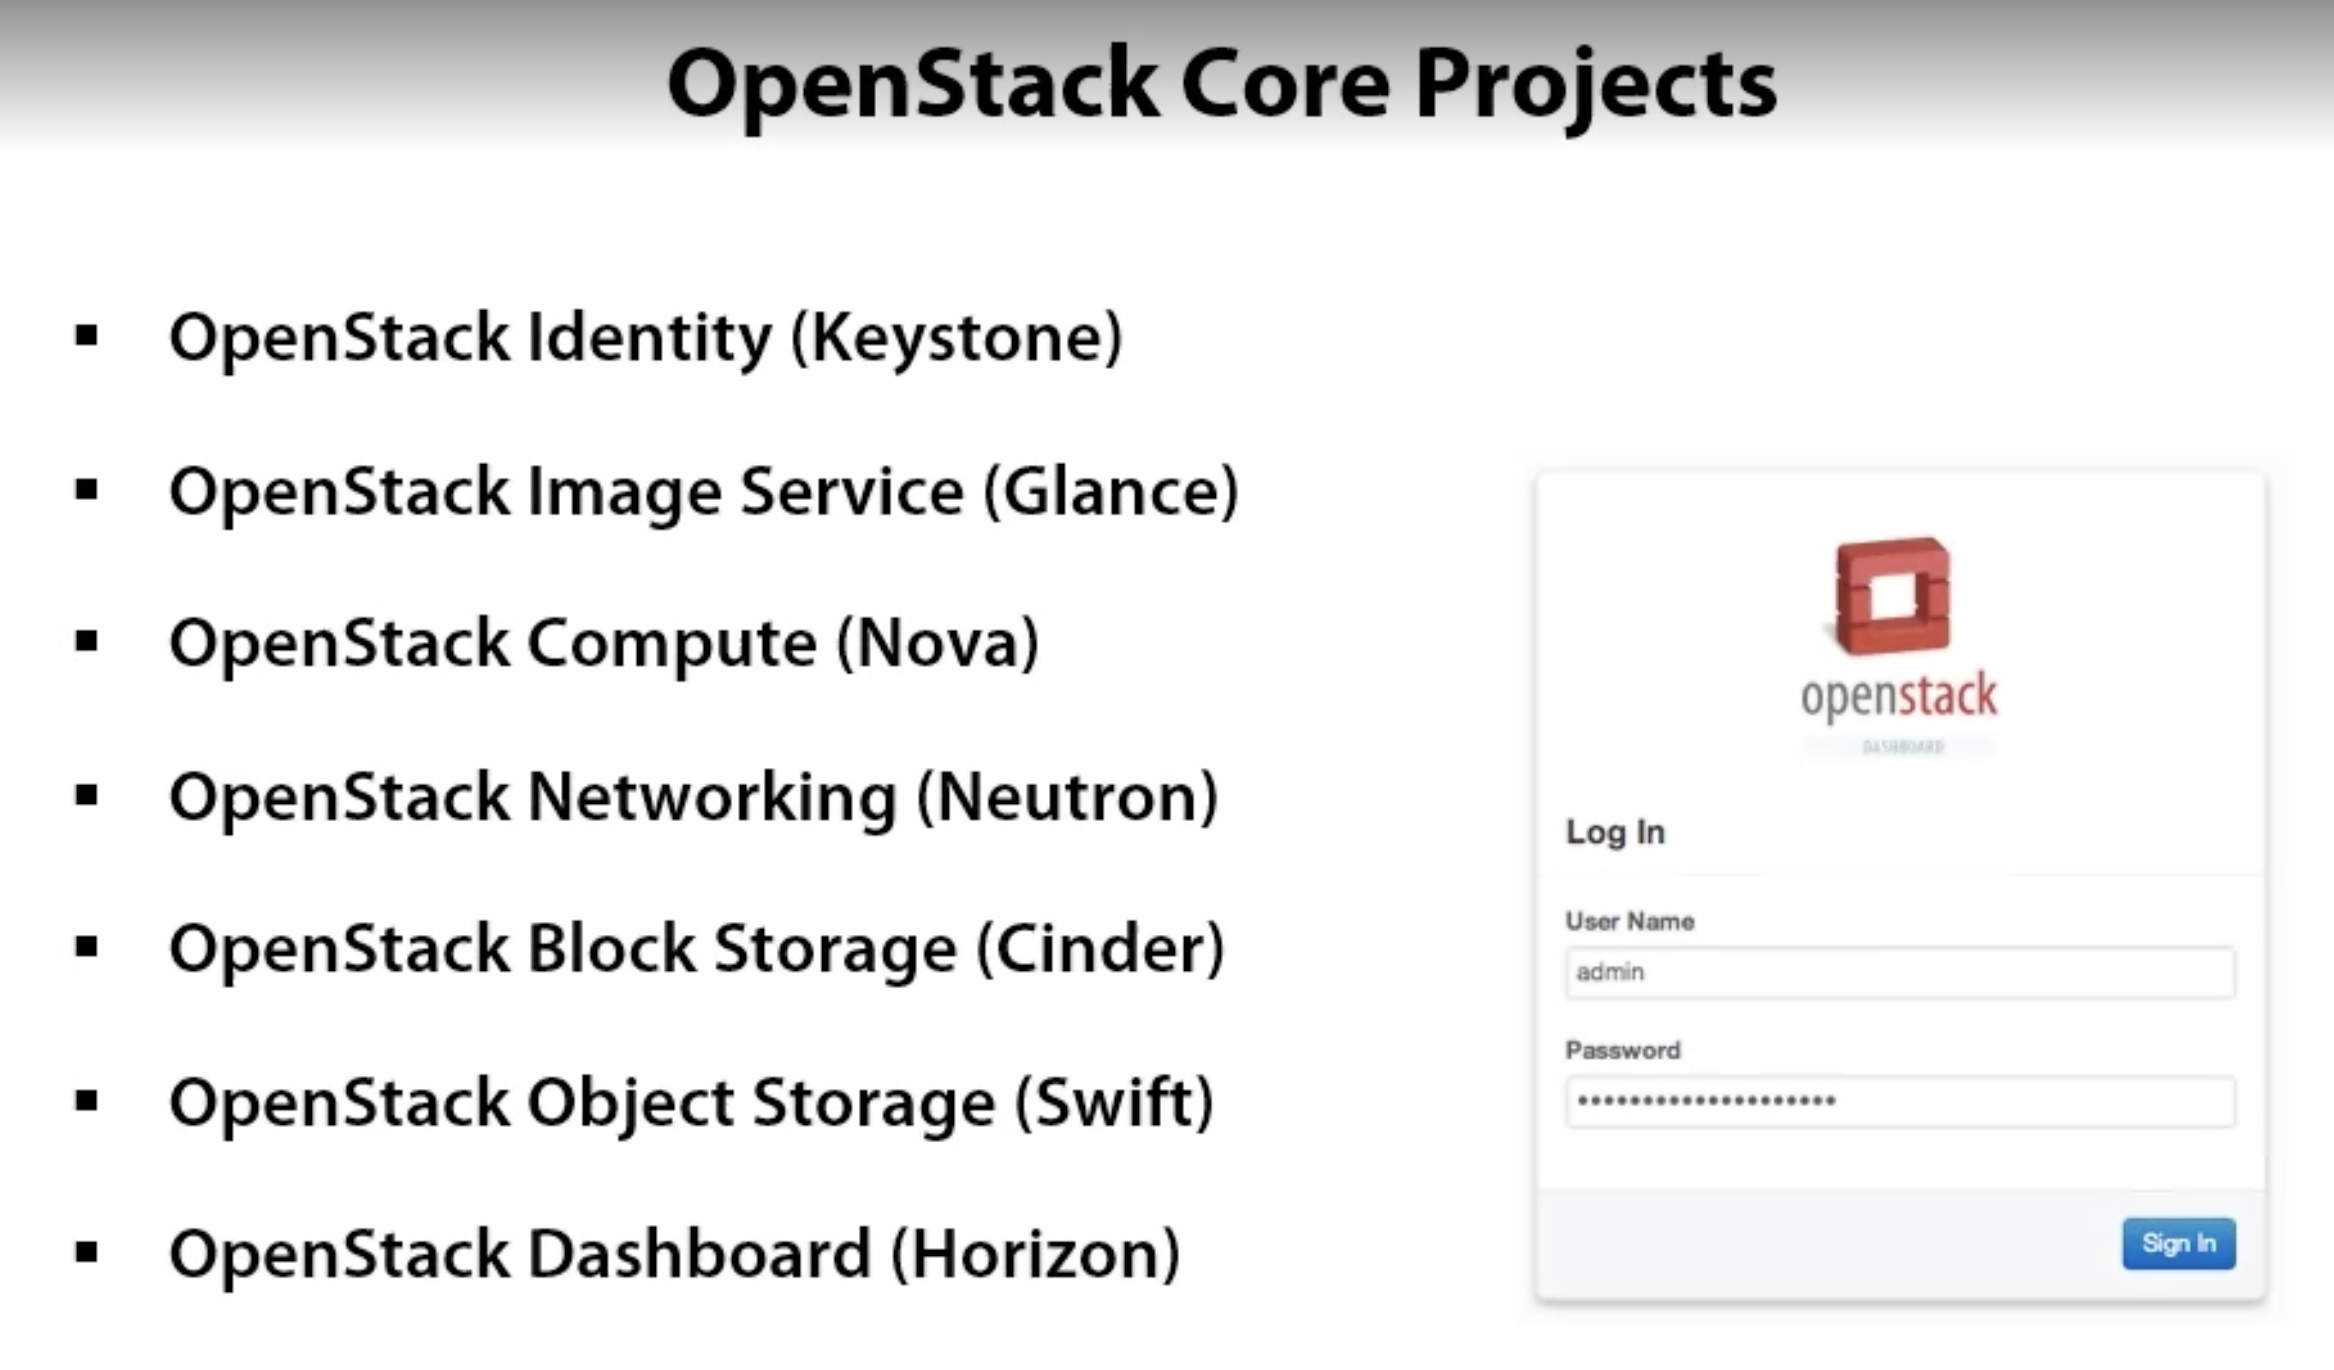 OpenStack Core Projects
▪ OpenStack Identity (Keystone)
▪ OpenStack Image Service (Glance)
▪ OpenStack Compute (Nova)
▪ OpenStack Networking (Neutron)
▪ OpenStack Block Storage (Cinder)
▪ OpenStack Object Storage (Swift)
▪ OpenStack Dashboard (Horizon)
openstack
DASHBOARD
Log In
User Name
admin
Password
••••••••••••••••••••
Sign In